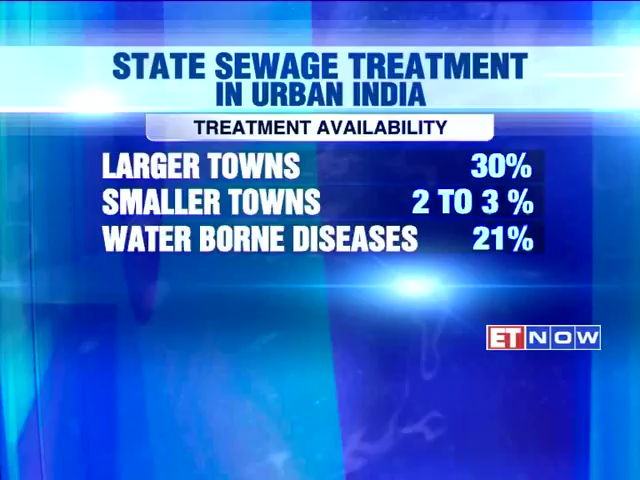 STATE SEWAGE TREATMENT
IN URBAN INDIA
TREATMENT AVAILABILITY
LARGER TOWNS 30%
SMALLER TOWNS 2 TO 3 %
WATER BORNE DISEASES 21%
ET NOW